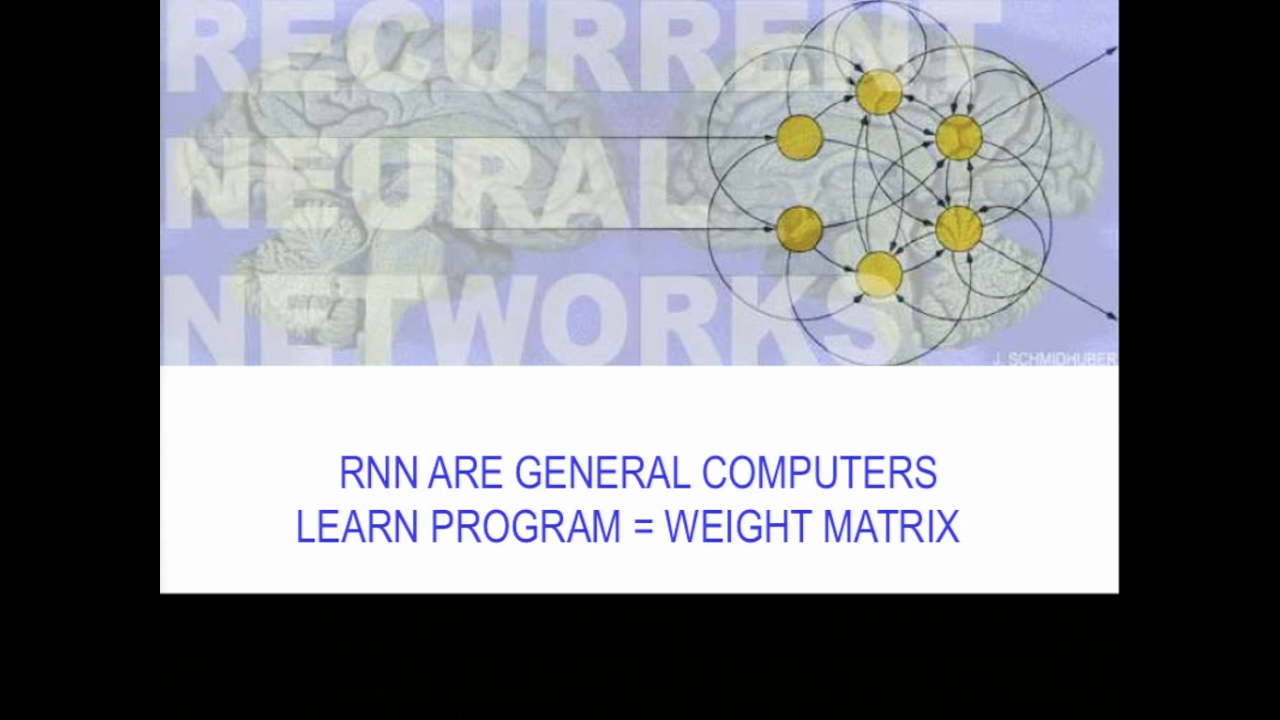 RECURRENT
NEURAL
NETWORKS
J. SCHMIDHUBER
RNN ARE GENERAL COMPUTERS
LEARN PROGRAM = WEIGHT MATRIX